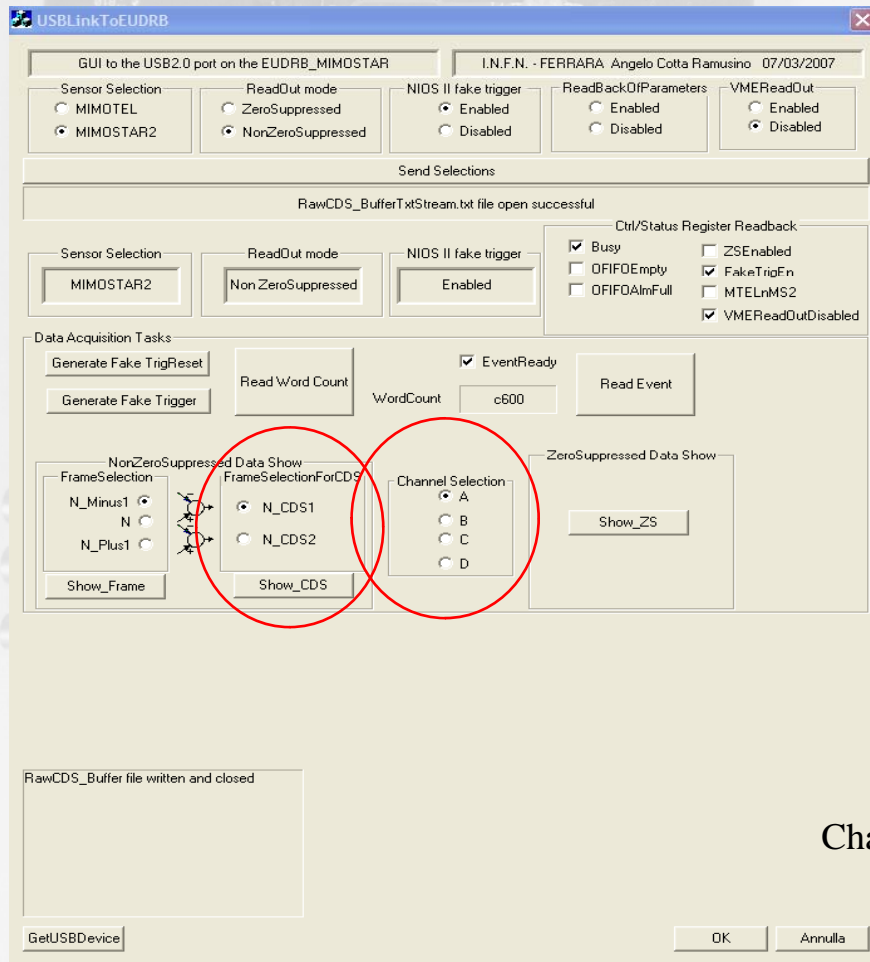 USBLinkToEUDRB
GUI to the USB2.0 port on the EUDRB_MIMOSTAR
I.N.F.N. - FERRARA Angelo Cotta Ramusino 07/03/2007
Sensor Selection
MIMOTEL
MIMOSTAR2
ReadOut mode
ZeroSuppressed
NonZeroSuppressed
NIOS II fake trigger
Enabled
Disabled
ReadBackOfParameters
Enabled
Disabled
VMEReadOut
Enabled
Disabled
Send Selections
RawCDS_BufferTxtStream.txt file open successful
Sensor Selection
MIMOSTAR2
ReadOut mode
Non ZeroSuppressed
NIOS II fake trigger
Enabled
Ctrl/Status Register Readback
Busy
OFIFOEmpty
OFIFOAlmFull
ZSEnabled
FakeTrigEn
MTELnMS2
VMEReadOutDisabled
Data Acquisition Tasks
Generate Fake TrigReset
Generate Fake Trigger
Read Word Count
EventReady
WordCount c600
Read Event
NonZeroSuppressed Data Show
FrameSelection
N_Minus1
N
N_Plus1
Show_Frame
FrameSelectionForCDS
N_CDS1
N_CDS2
Show_CDS
Channel Selection
A
B
C
D
ZeroSuppressed Data Show
Show_ZS
RawCDS_Buffer file written and closed
Cha
GetUSBDevice
OK
Annulla